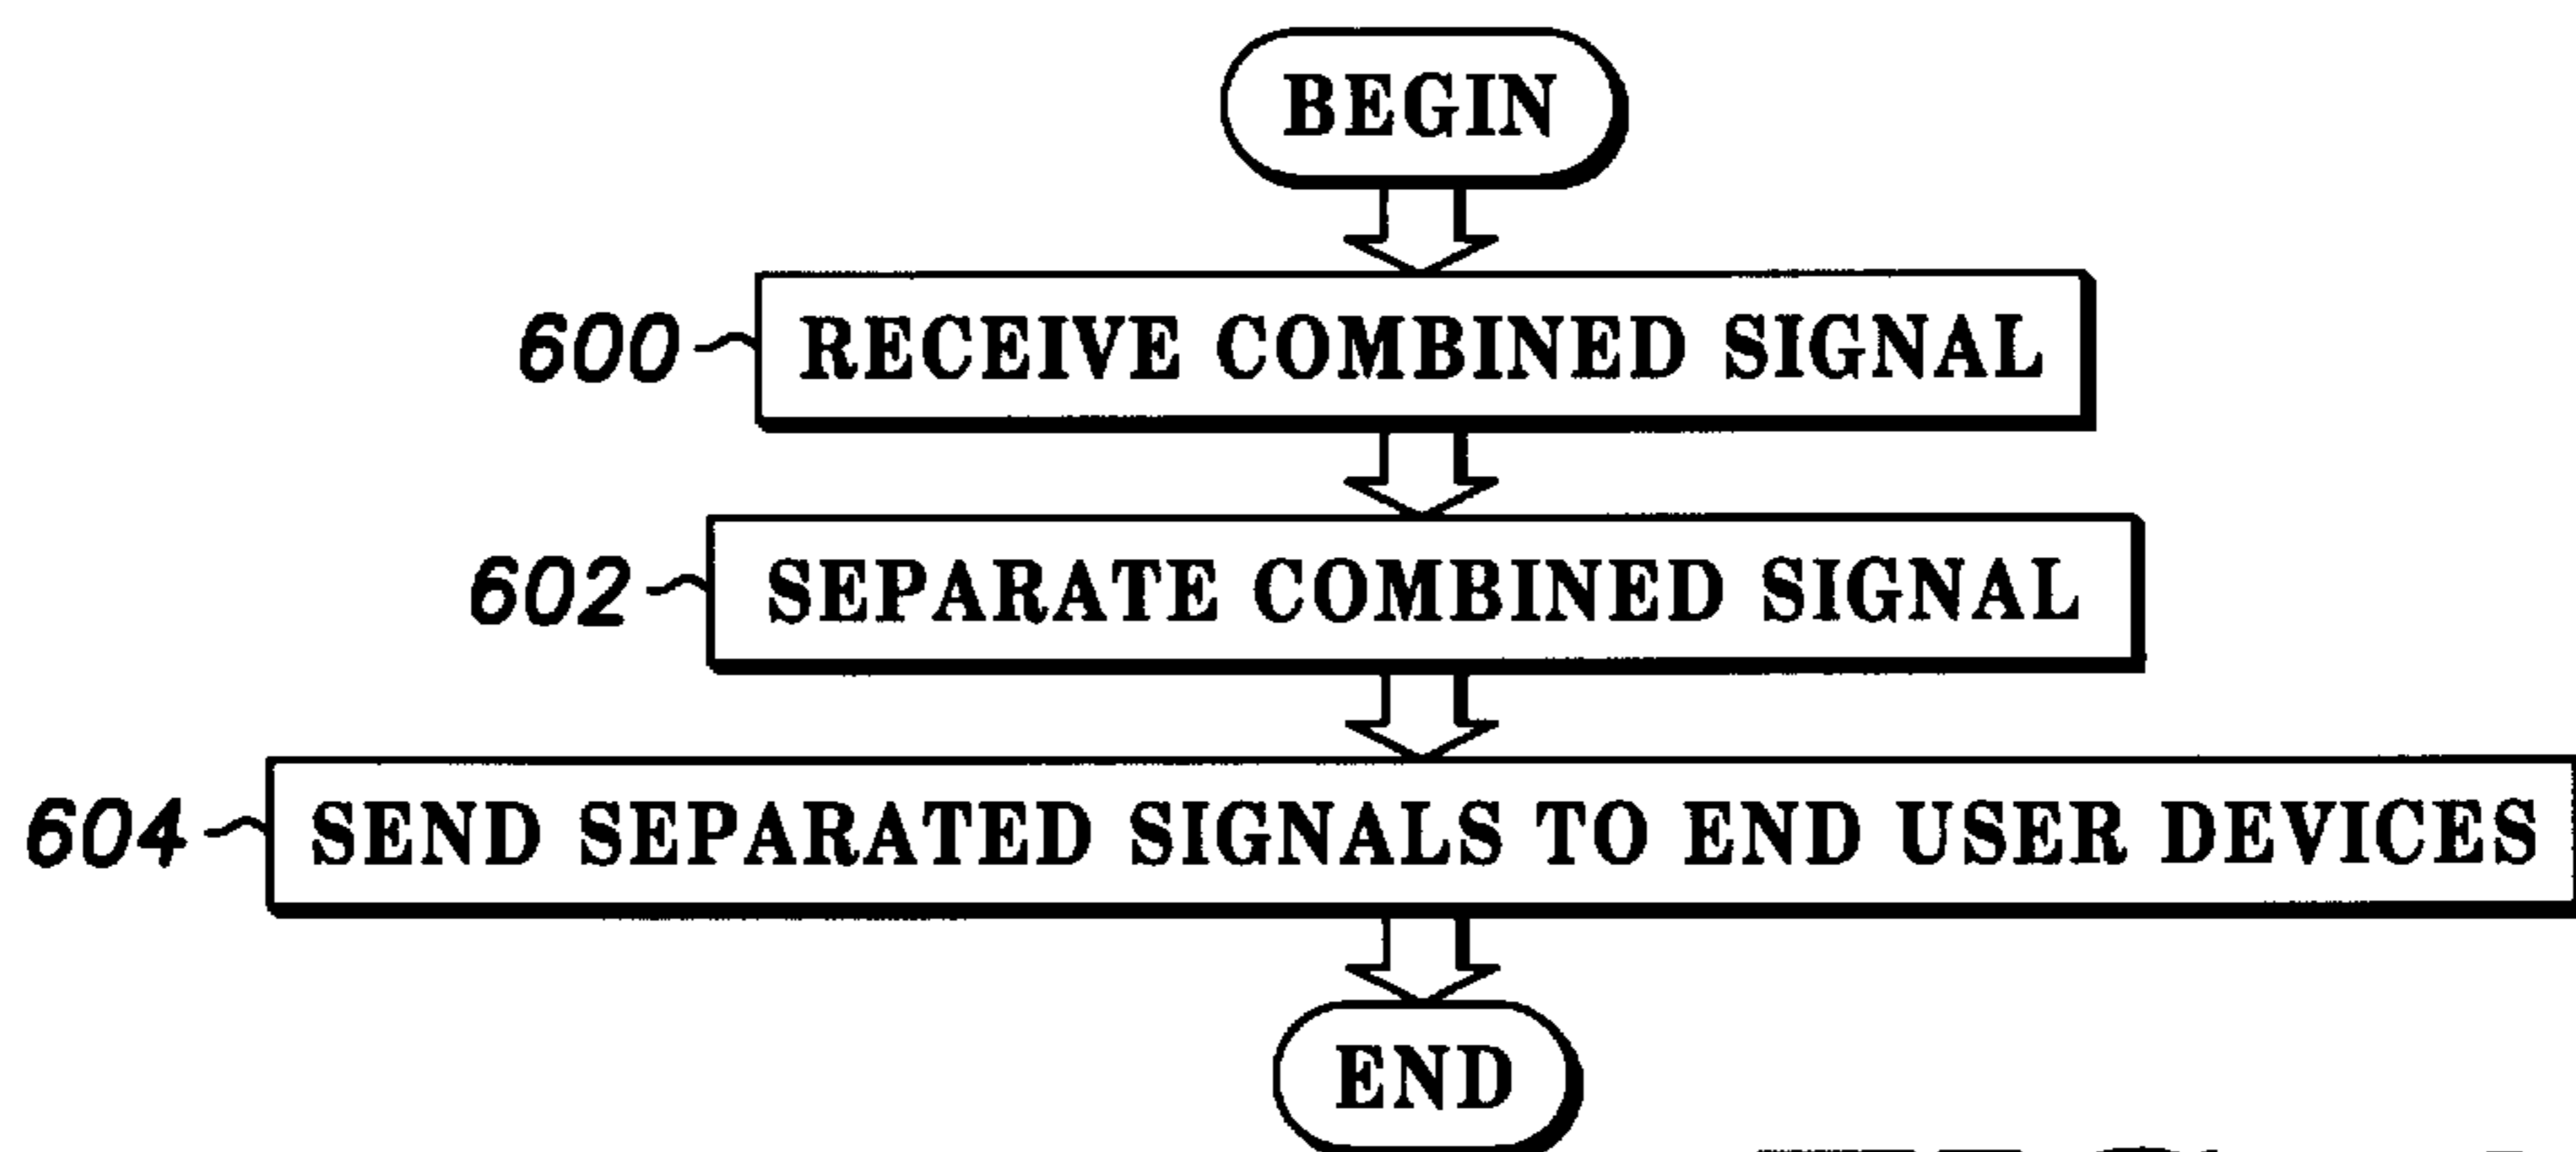 BEGIN
600 RECEIVE COMBINED SIGNAL
602 SEPARATE COMBINED SIGNAL
604 SEND SEPARATED SIGNALS TO END USER DEVICES
END